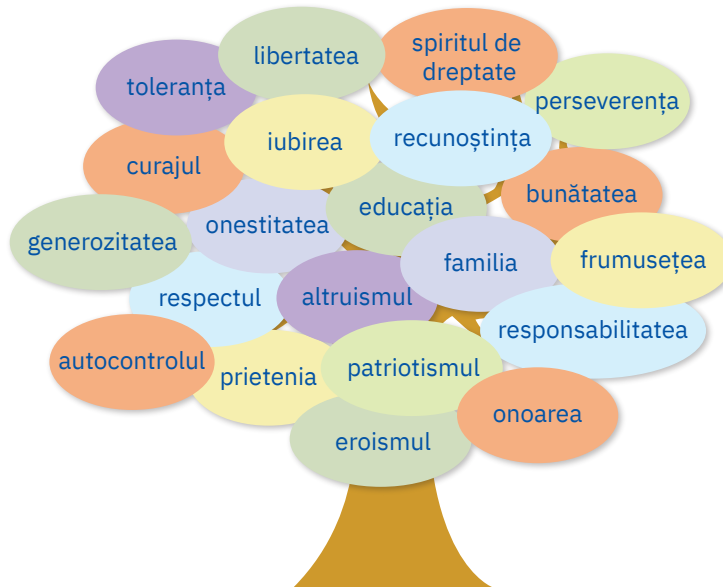 libertatea
spiritul de
dreptate
toleranța
perseverența
iubirea
recunoștința
curajul
bunătatea
educația
onestitatea
generozitatea
familia
frumusețea
respectul
altruismul
responsabilitatea
autocontrolul
prietenia
patriotismul
onoarea
eroismul